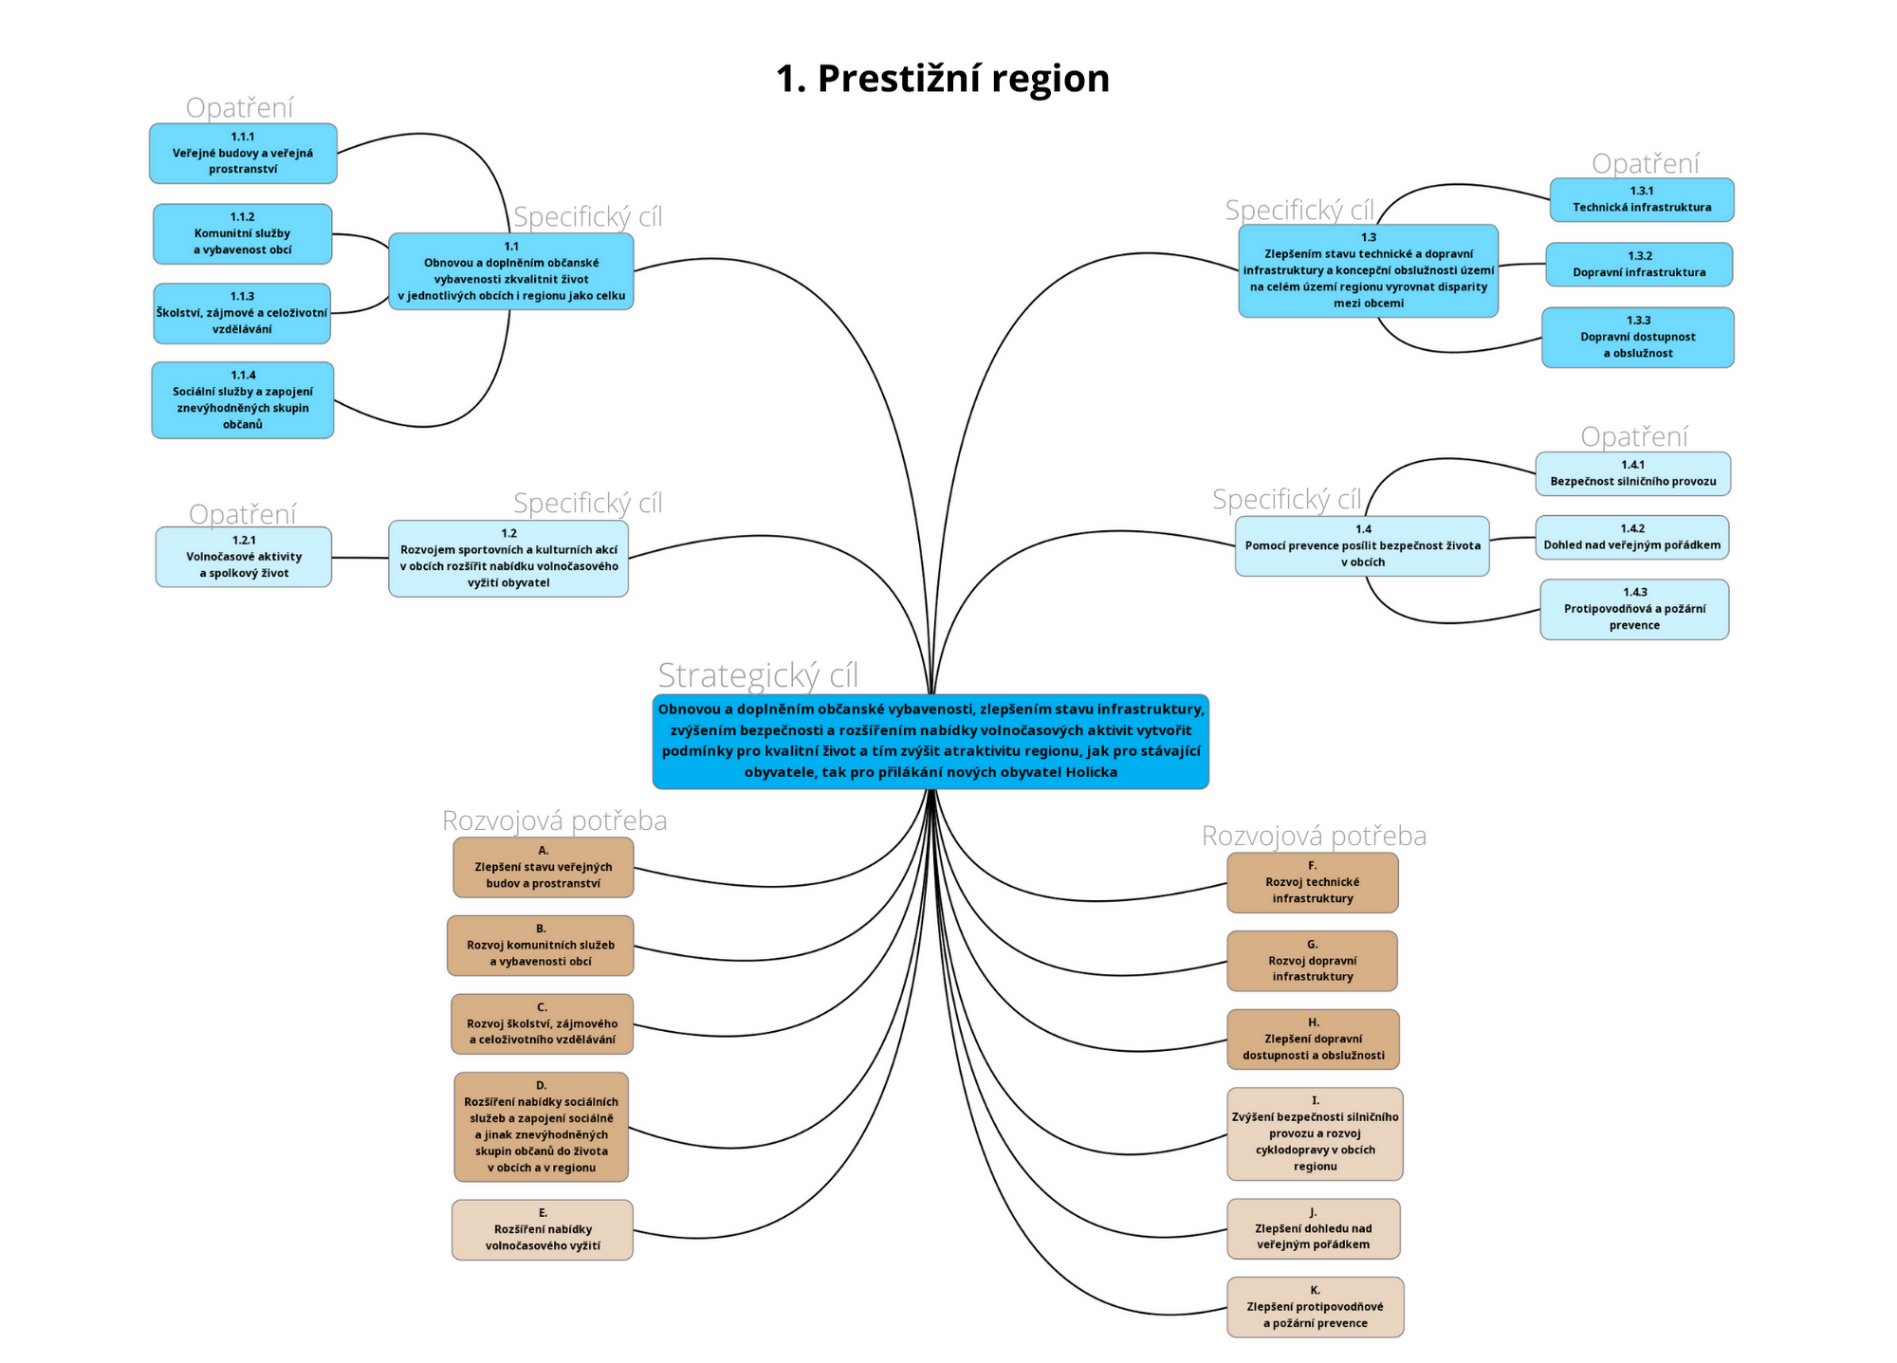 1. Prestižní region
Opatření
1.1.1
Veřejné budovy a veřejná
prostranství
1.1.2
Komunitní služby
a vybavenost obcí
1.1.3
Školství, zájmové a celoživotní
vzdělávání
1.1.4
Sociální služby a zapojení
znevýhodněných skupin
občanů
Specifický cíl
1.1
Obnovou a doplněním občanské
vybavenosti zkvalitnit život
v jednotlivých obcích i regionu jako celku
Opatření
1.2.1
Volnočasové aktivity
a spolkový život
Specifický cíl
1.2
Rozvojem sportovních a kulturních akcí
v obcích rozšířit nabídku volnočasového
vyžití obyvatel
Specifický cíl
1.3
Zlepšením stavu technické a dopravní
infrastruktury a koncepční obslužnosti území
na celém území regionu vyrovnat disparity
mezi obcemi
Opatření
1.3.1
Technická infrastruktura
1.3.2
Dopravní infrastruktura
1.3.3
Dopravní dostupnost
a obslužnost
Specifický cíl
1.4
Pomocí prevence posílit bezpečnost života
v obcích
Opatření
1.4.1
Bezpečnost silničního provozu
1.4.2
Dohled nad veřejným pořádkem
1.4.3
Protipovodňová a požární
prevence
Strategický cíl
Obnovou a doplněním občanské vybavenosti, zlepšením stavu infrastruktury,
zvýšením bezpečnosti a rozšířením nabídky volnočasových aktivit vytvořit
podmínky pro kvalitní život a tím zvýšit atraktivitu regionu, jak pro stávající
obyvatele, tak pro přilákání nových obyvatel Holicka
Rozvojová potřeba
A.
Zlepšení stavu veřejných
budov a prostranství
B.
Rozvoj komunitních služeb
a vybavenosti obcí
C.
Rozvoj školství, zájmového
a celoživotního vzdělávání
D.
Rozšíření nabídky sociálních
služeb a zapojení sociálně
a jinak znevýhodněných
skupin občanů do života
v obcích a v regionu
E.
Rozšíření nabídky
volnočasového vyžití
Rozvojová potřeba
F.
Rozvoj technické
infrastruktury
G.
Rozvoj dopravní
infrastruktury
H.
Zlepšení dopravní
dostupnosti a obslužnosti
I.
Zvýšení bezpečnosti silničního
provozu a rozvoj
cyklodopravy v obcích
regionu
J.
Zlepšení dohledu nad
veřejným pořádkem
K.
Zlepšení protipovodňové
a požární prevence